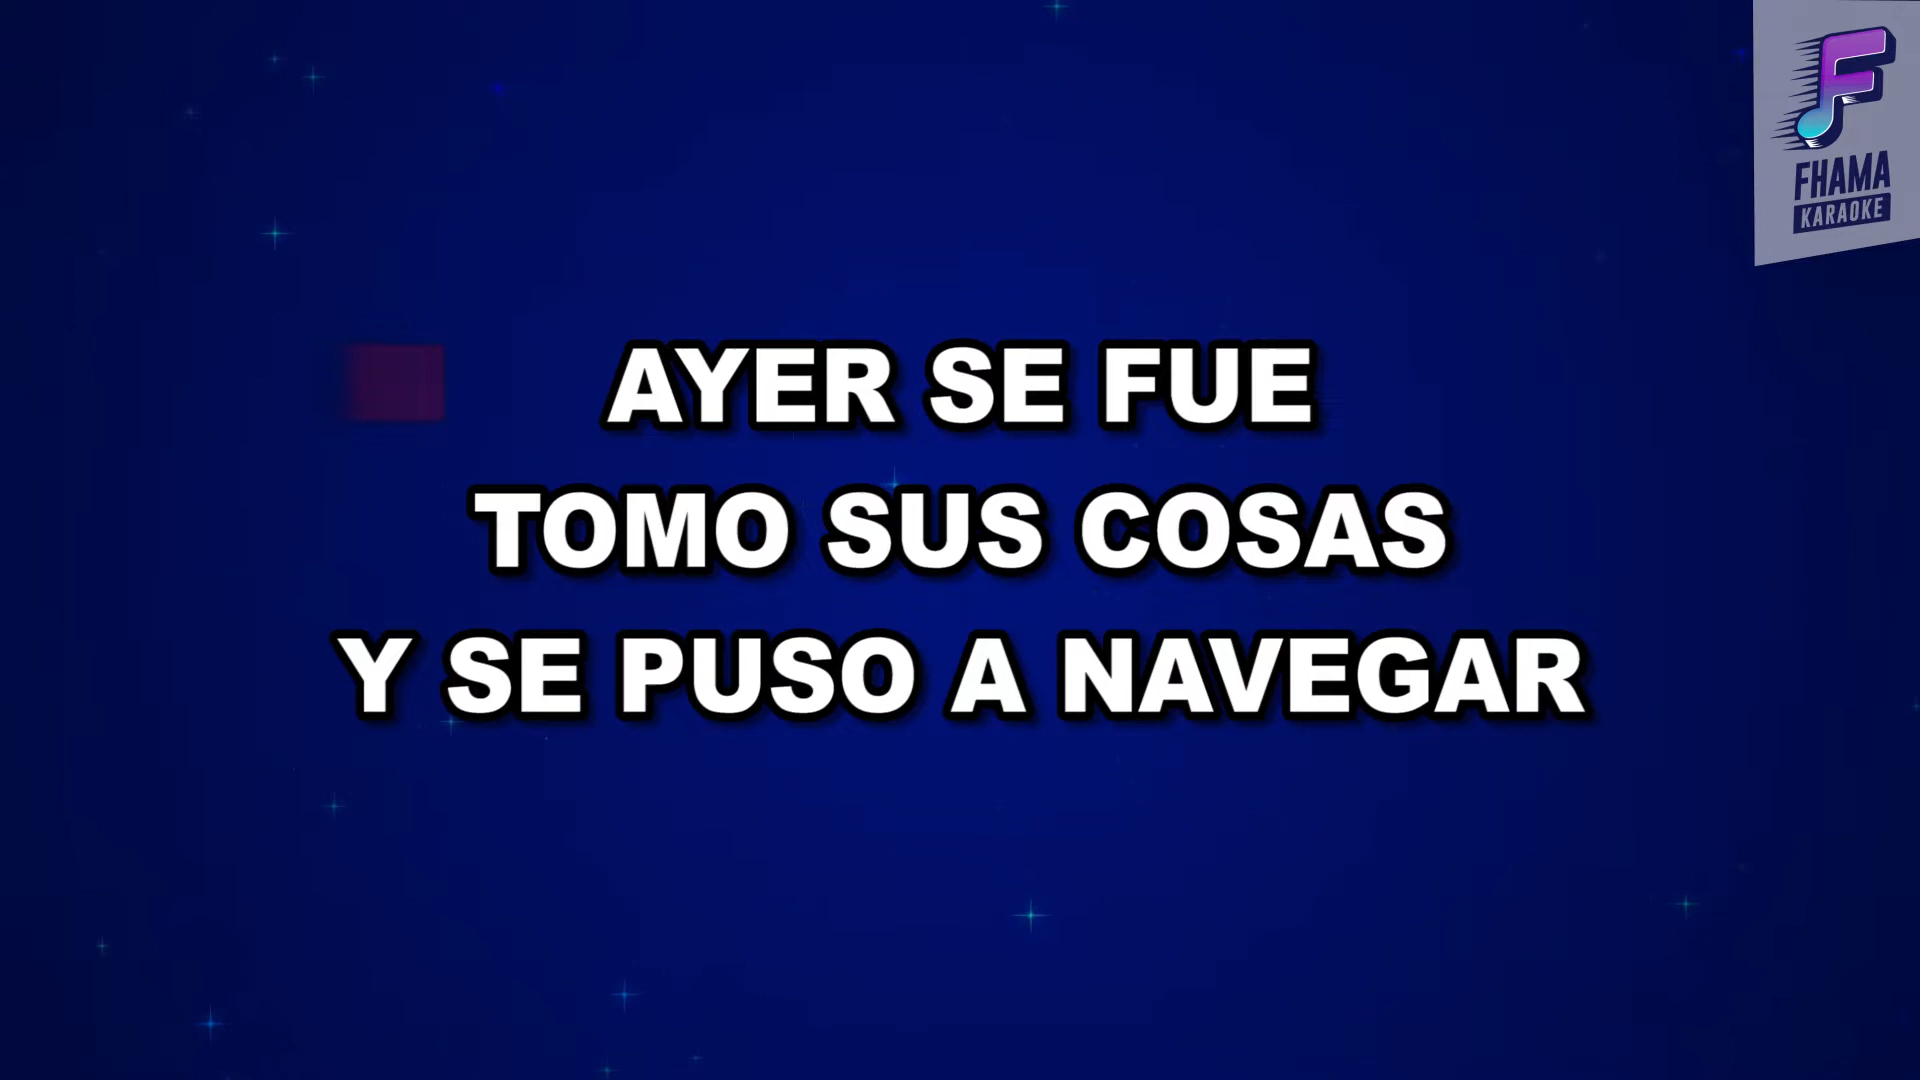 FHAMA
KARAOKE
AYER SE FUE
TOMO SUS COSAS
Y SE PUSO A NAVEGAR